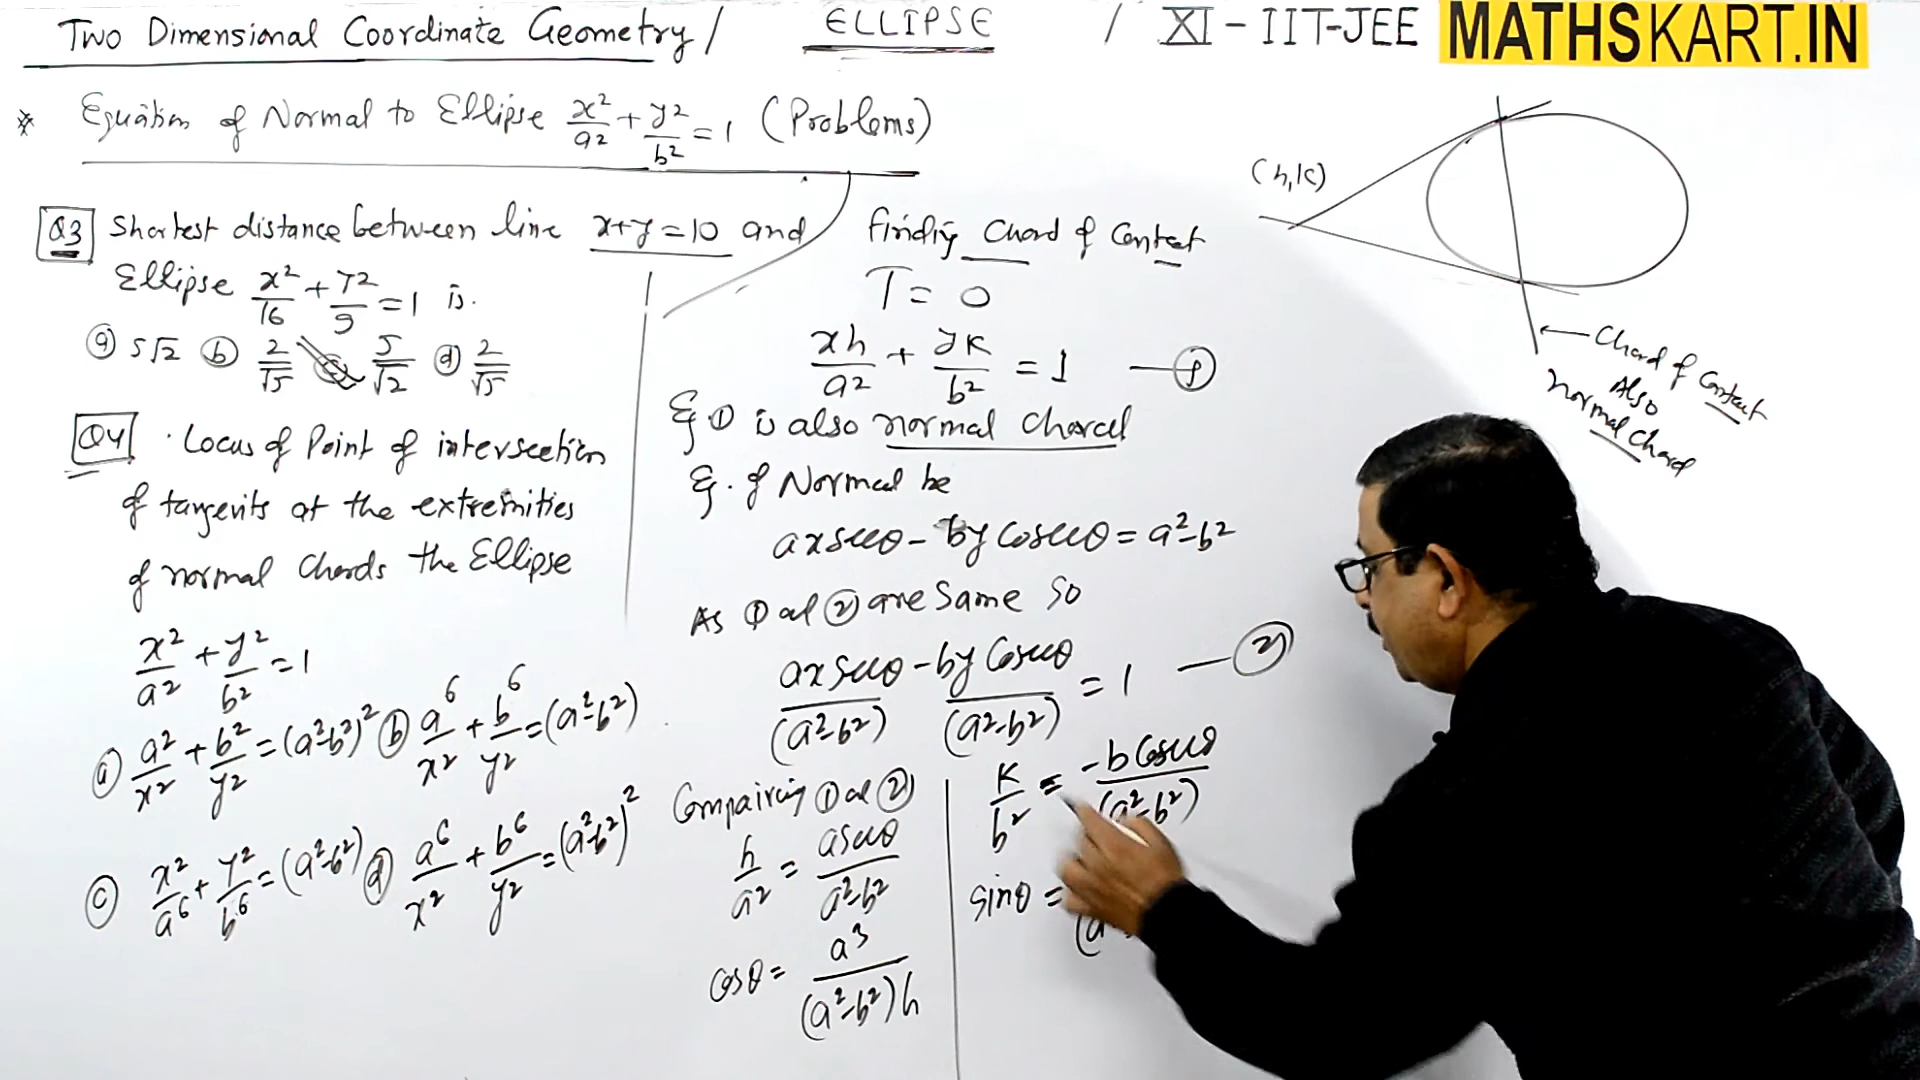 Two Dimensional Coordinate Geometry / ELLIPSE / XI - IIT-JEE MATHSKART.IN
* Equation of Normal to Ellipse x²/a² + y²/b² = 1 (Problems)
Q3 Shortest distance between line x+y=10 and
Ellipse x²/16 + y²/9 = 1 is.
(a) 5√2 (b) 2/√5 (c) 5/√2 (d) 2/√5
Q4 . Locus of Point of intersection
of tangents at the extremities
of normal Chords the Ellipse
x²/a² + y²/b² = 1
(a) a²/x² + b²/y² = (a²-b²)² (b) a⁶/x² + b⁶/y² = (a²-b²)
(c) x²/a⁶ + y²/b⁶ = (a²-b²) (d) a⁶/x² + b⁶/y² = (a²-b²)²
Finding Chord of Contact
T = 0
xh/a² + yk/b² = 1 — (1)
Eq (1) is also normal Chord
Eq. of Normal be
ax secθ - by cosecθ = a²-b²
As (1) and (2) are Same So
ax secθ/(a²-b²) - by Cosecθ/(a²-b²) = 1 — (2)
Compairing (1) and (2)
h/a² = a secθ/a²-b²
cosθ = a³/(a²-b²)h
K/b² = -b Cosecθ/(a²-b²)
sinθ =
(a
(h,k)
← Chord of Contact
Also
Normal Chord